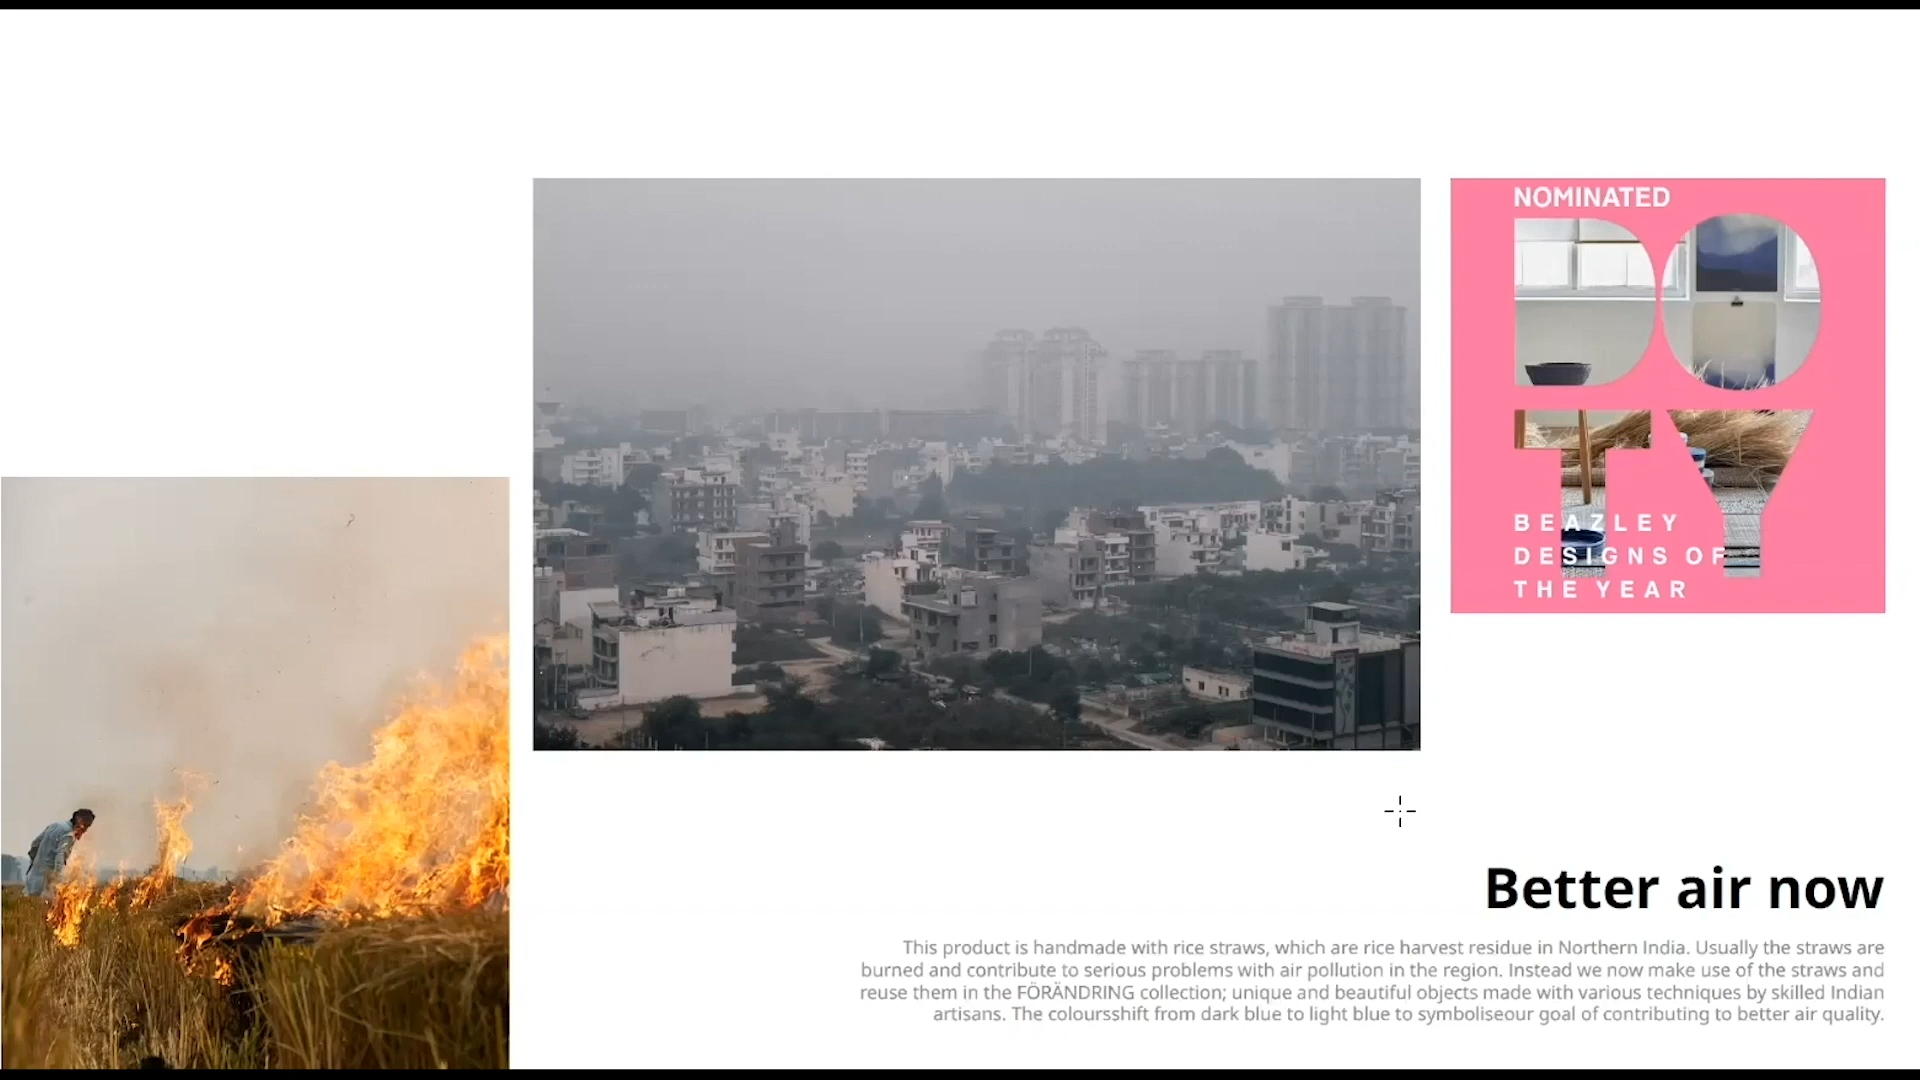 NOMINATED
DO
TY
BEAZLEY
DESIGNS OF
THE YEAR
Better air now
This product is handmade with rice straws, which are rice harvest residue in Northern India. Usually the straws are
burned and contribute to serious problems with air pollution in the region. Instead we now make use of the straws and
reuse them in the FÖRÄNDRING collection; unique and beautiful objects made with various techniques by skilled Indian
artisans. The coloursshift from dark blue to light blue to symboliseour goal of contributing to better air quality.